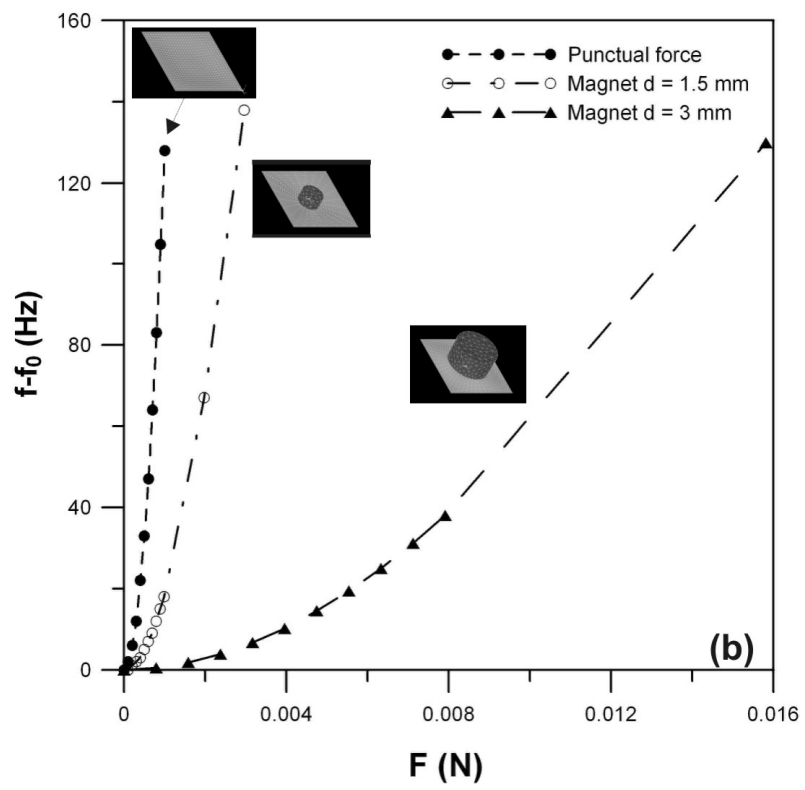 160
120
80
40
0
f-f0 (Hz)
Punctual force
Magnet d = 1.5 mm
Magnet d = 3 mm
(b)
0
0.004
0.008
0.012
0.016
F (N)